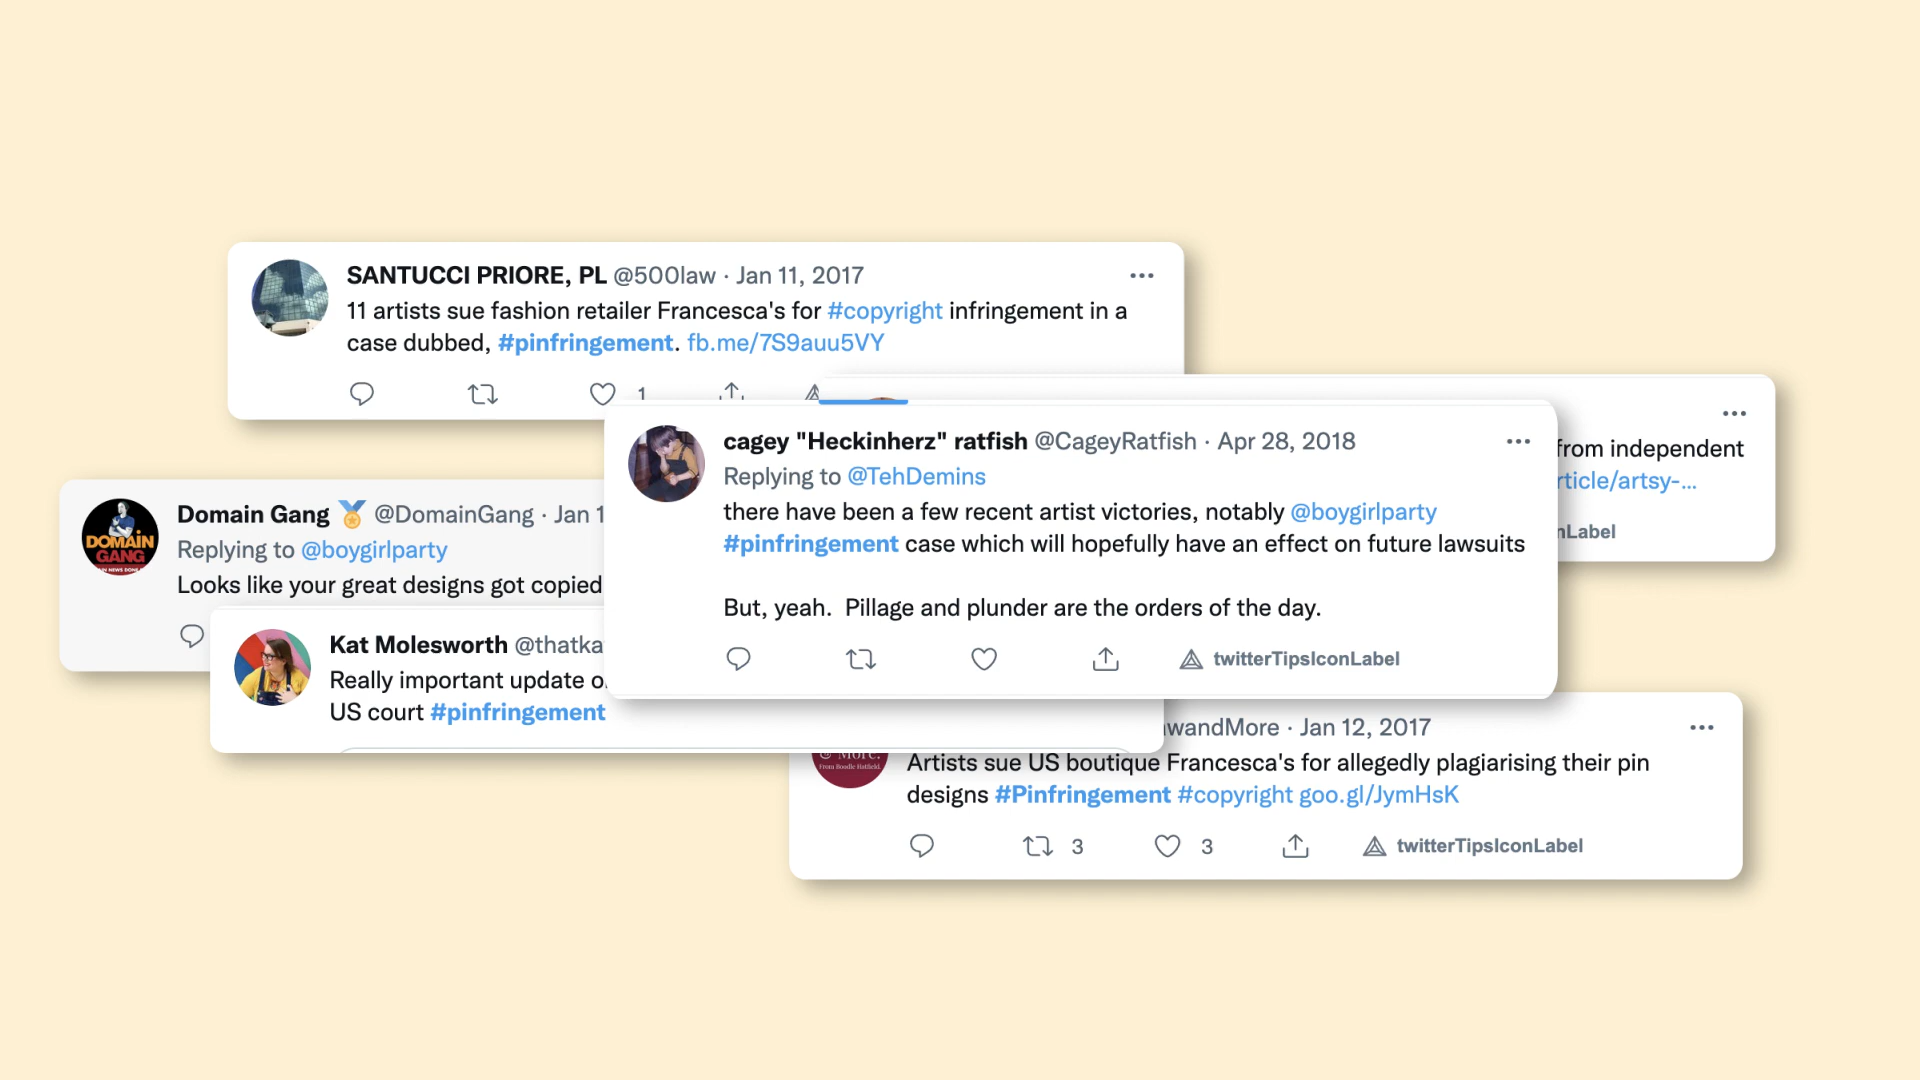 SANTUCCI PRIORE, PL @500law · Jan 11, 2017
11 artists sue fashion retailer Francesca's for #copyright infringement in a
case dubbed, #pinfringement. fb.me/7S9auu5VY
1
from independent
rticle/artsy-...
nLabel
cagey "Heckinherz" ratfish @CageyRatfish · Apr 28, 2018
Replying to @TehDemins
there have been a few recent artist victories, notably @boygirlparty
#pinfringement case which will hopefully have an effect on future lawsuits
But, yeah. Pillage and plunder are the orders of the day.
twitterTipsIconLabel
Domain Gang 🏅 @DomainGang · Jan 1
Replying to @boygirlparty
Looks like your great designs got copied
DOMAIN
GANG
Kat Molesworth @thatka
Really important update o
US court #pinfringement
wandMore · Jan 12, 2017
Artists sue US boutique Francesca's for allegedly plagiarising their pin
designs #Pinfringement #copyright goo.gl/JymHsK
& More.
From Boodle Hatfield.
3 3 twitterTipsIconLabel